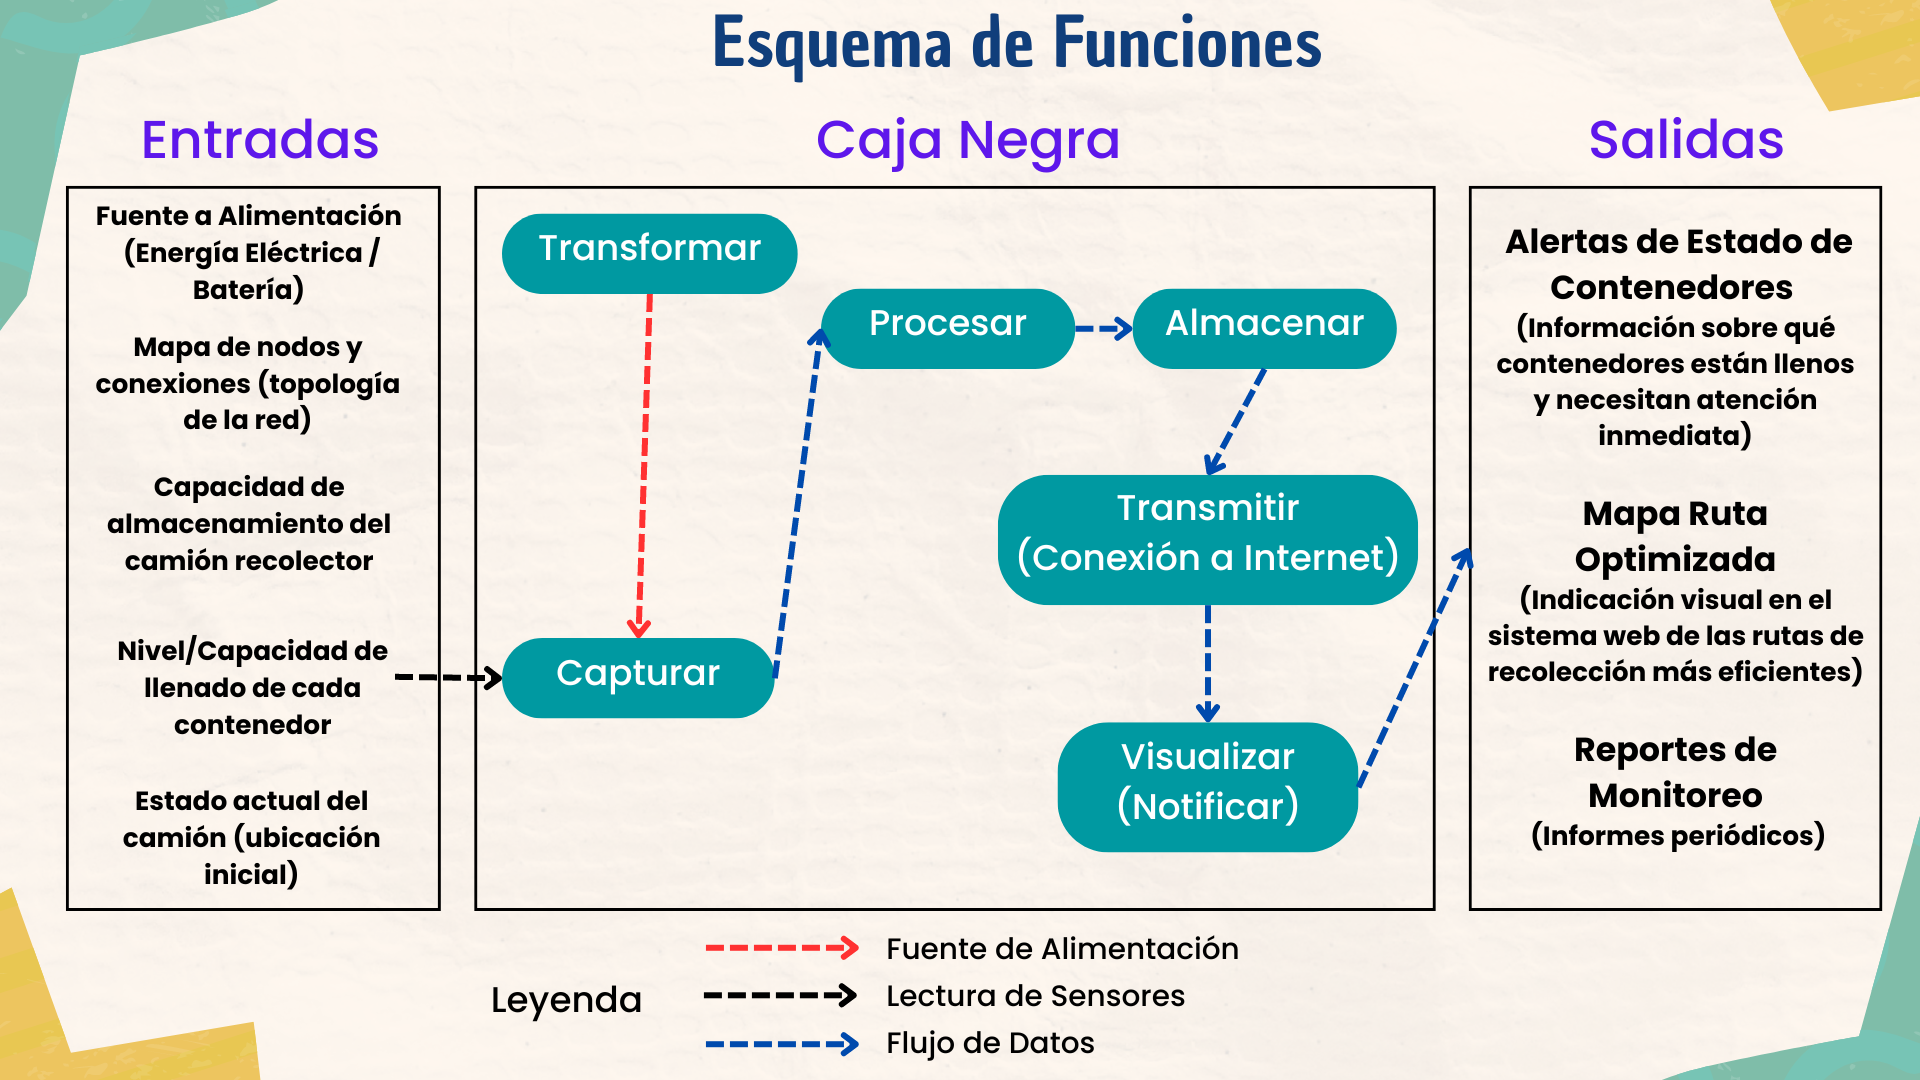 Esquema de Funciones
Entradas
Fuente a Alimentación
(Energía Eléctrica /
Batería)
Mapa de nodos y
conexiones (topología
de la red)
Capacidad de
almacenamiento del
camión recolector
Nivel/Capacidad de
llenado de cada
contenedor
Estado actual del
camión (ubicación
inicial)
Caja Negra
Transformar
Procesar
Almacenar
Transmitir
(Conexión a Internet)
Capturar
Visualizar
(Notificar)
Salidas
Alertas de Estado de
Contenedores
(Información sobre qué
contenedores están llenos
y necesitan atención
inmediata)
Mapa Ruta
Optimizada
(Indicación visual en el
sistema web de las rutas de
recolección más eficientes)
Reportes de
Monitoreo
(Informes periódicos)
Leyenda
Fuente de Alimentación
Lectura de Sensores
Flujo de Datos